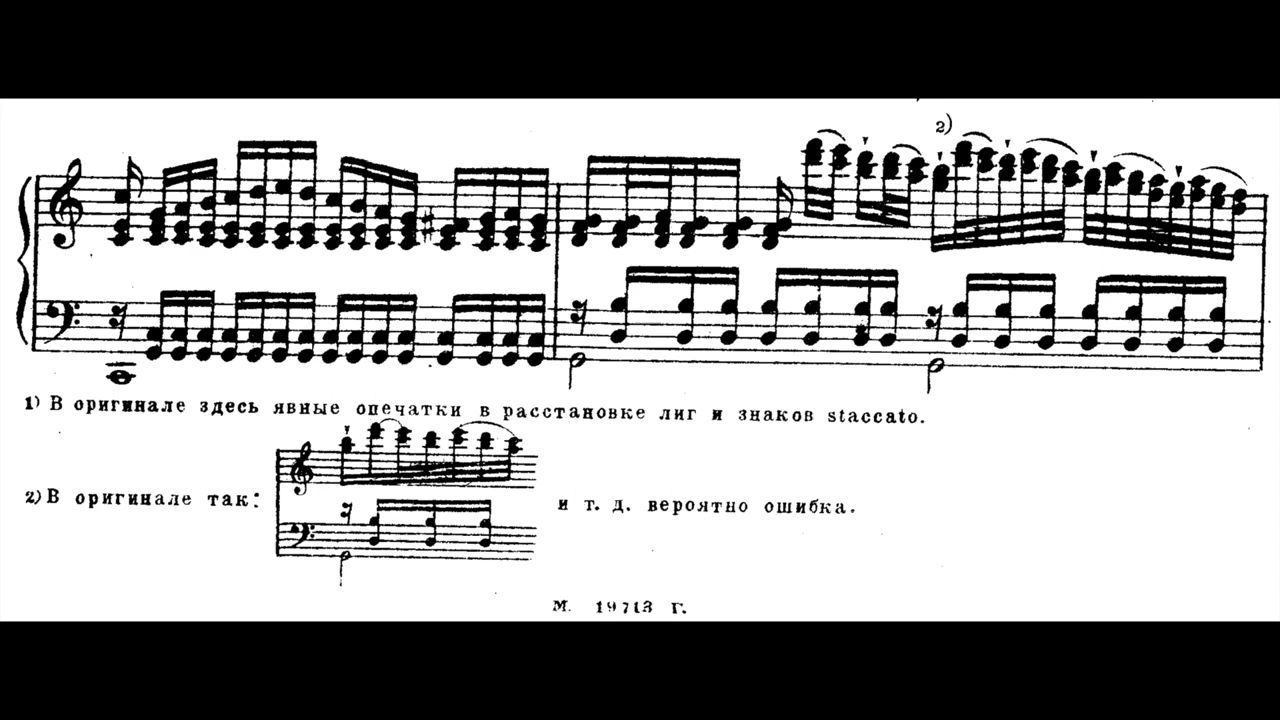 2)
1) В оригинале здесь явные опечатки в расстановке лиг и знаков staccato.
2) В оригинале так: и т. д. вероятно ошибка.
М. 19713 Г.